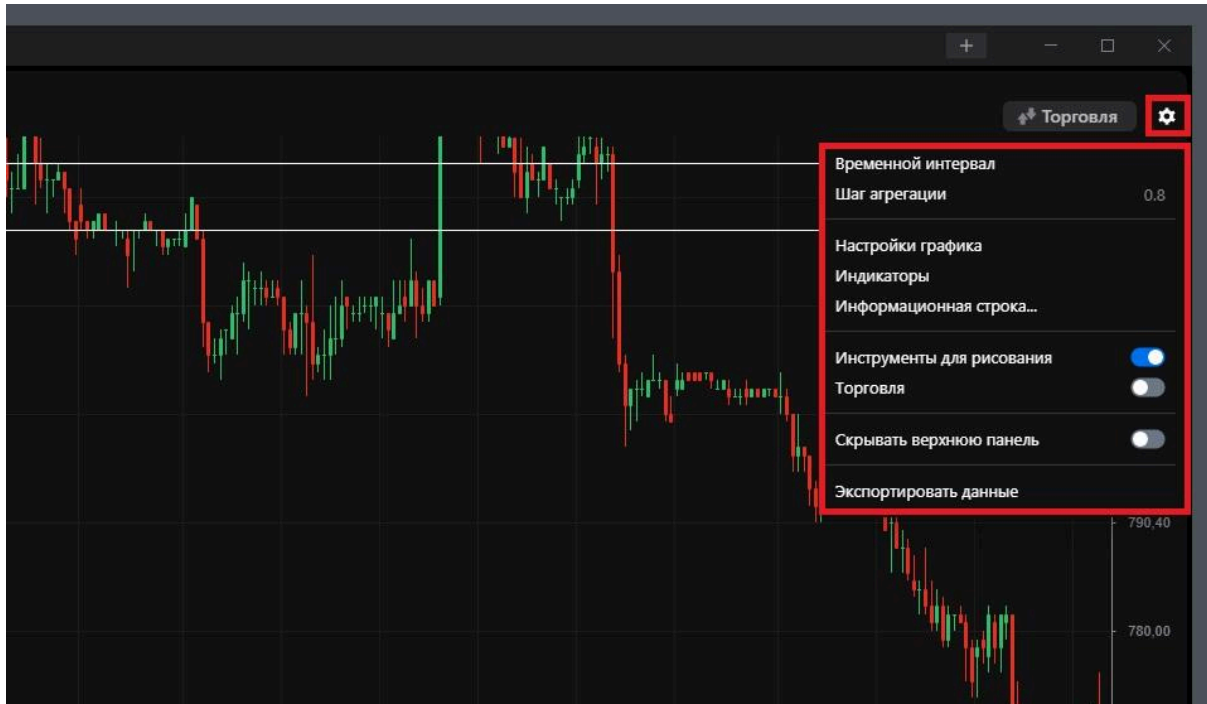 Торговля
Временной интервал
Шаг агрегации 0.8
Настройки графика
Индикаторы
Информационная строка...
Инструменты для рисования
Торговля
Скрывать верхнюю панель
Экспортировать данные
790,40
780,00